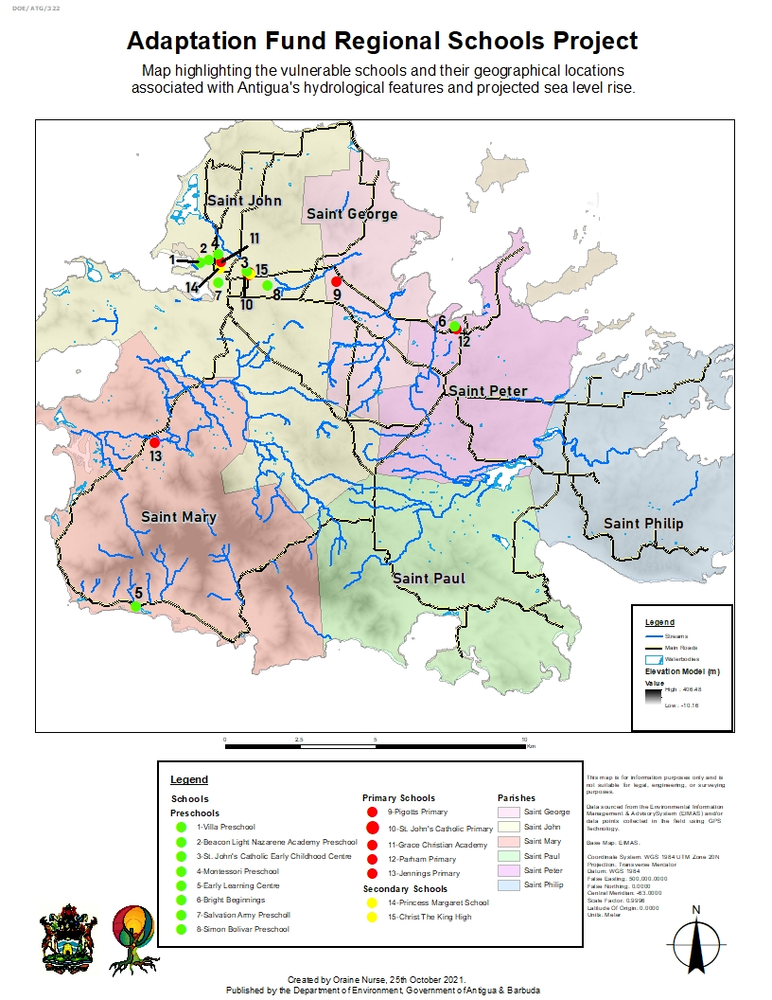 DOE/ATG/322
Adaptation Fund Regional Schools Project
Map highlighting the vulnerable schools and their geographical locations
associated with Antigua's hydrological features and projected sea level rise.
Saint John
Saint George
11
4
2
1
3
15
14
7
8
10
9
6
12
Saint Peter
13
Saint Mary
Saint Philip
Saint Paul
5
Legend
Streams
Main Roads
Waterbodies
Elevation Model (m)
Value
High : 406.48
Low : -10.16
0 2.5 5 10
Km
Legend
Schools
Preschools
1-Villa Preschool
2-Beacon Light Nazarene Academy Preschool
3-St. John's Catholic Early Childhood Centre
4-Montessori Preschool
5-Early Learning Centre
6-Bright Beginnings
7-Salvation Army Prescholl
8-Simon Bolivar Preschool
Primary Schools
9-Pigotts Primary
10-St. John's Catholic Primary
11-Grace Christian Academy
12-Parham Primary
13-Jennings Primary
Secondary Schools
14-Princess Margaret School
15-Christ The King High
Parishes
Saint George
Saint John
Saint Mary
Saint Paul
Saint Peter
Saint Philip
This map is for information purposes only and is
not suitable for legal, engineering, or surveying
purposes.
Data sourced from the Environmental Information
Management & AdvisorySystem (EIMAS) and/or
data points collected in the field using GPS
Technology.
Base Map. EIMAS.
Coordinate System: WGS 1984 UTM Zone 20N
Projection: Transverse Mercator
Datum: WGS 1984
False Easting: 500,000.0000
False Northing: 0.0000
Central Meridian: -63.0000
Scale Factor: 0.9996
Latitude Of Origin: 0.0000
Units: Meter
N
Created by Oraine Nurse, 25th October 2021.
Published by the Department of Environment, Government of Antigua & Barbuda